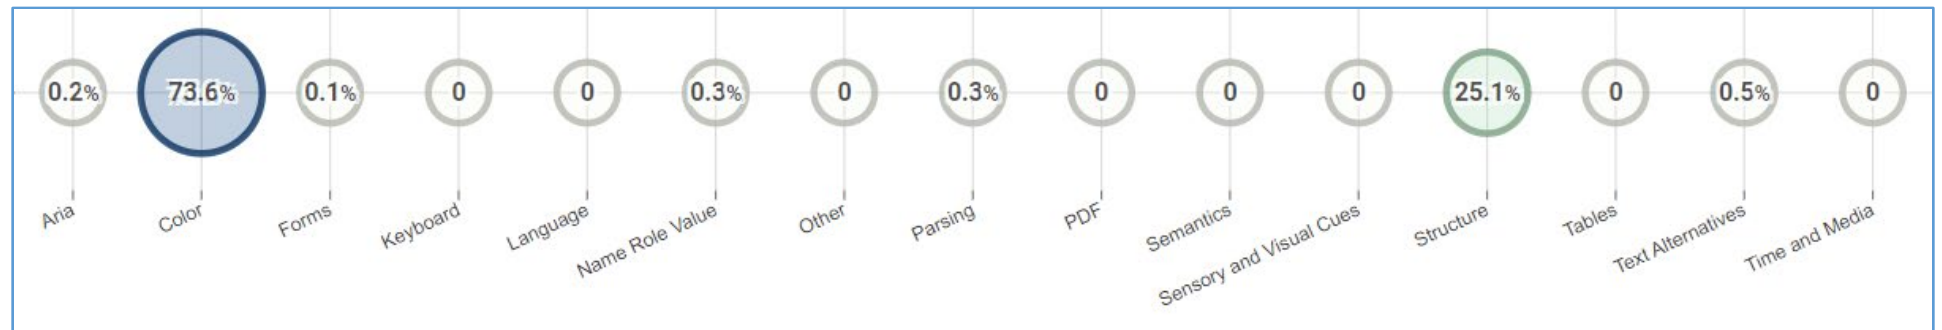 0.2% 73.6% 0.1% 0 0 0.3% 0 0.3% 0 0 0 25.1% 0 0.5% 0
Aria Color Forms Keyboard Language Name Role Value Other Parsing PDF Semantics Sensory and Visual Cues Structure Tables Text Alternatives Time and Media